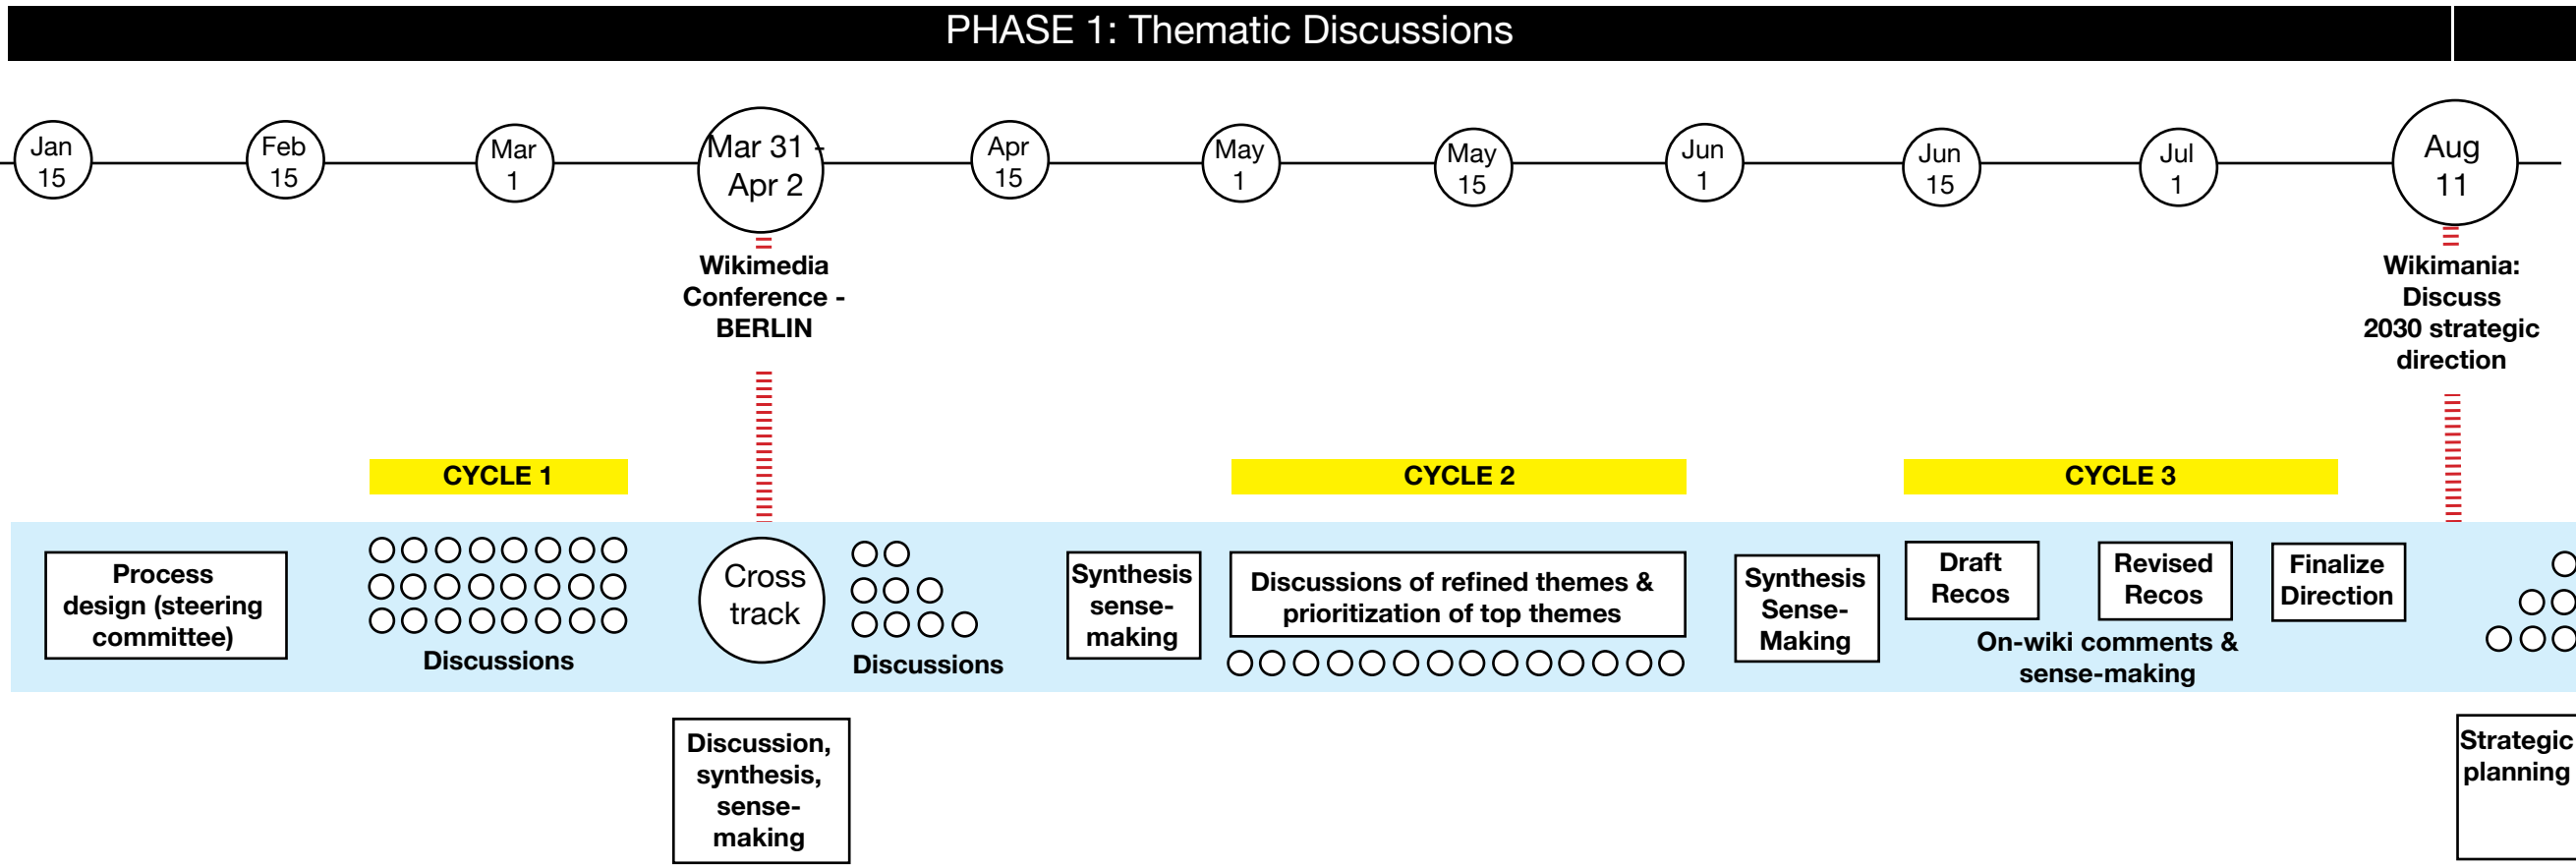 PHASE 1: Thematic Discussions
Jan
15
Feb
15
Mar
1
Mar 31 -
Apr 2
Apr
15
May
1
May
15
Jun
1
Jun
15
Jul
1
Aug
11
Wikimedia
Conference -
BERLIN
Wikimania:
Discuss
2030 strategic
direction
CYCLE 1
CYCLE 2
CYCLE 3
Process
design (steering
committee)
Discussions
Cross
track
Discussions
Synthesis
sense-
making
Discussions of refined themes &
prioritization of top themes
Synthesis
Sense-
Making
Draft
Recos
Revised
Recos
Finalize
Direction
On-wiki comments &
sense-making
Discussion,
synthesis,
sense-
making
Strategic
planning